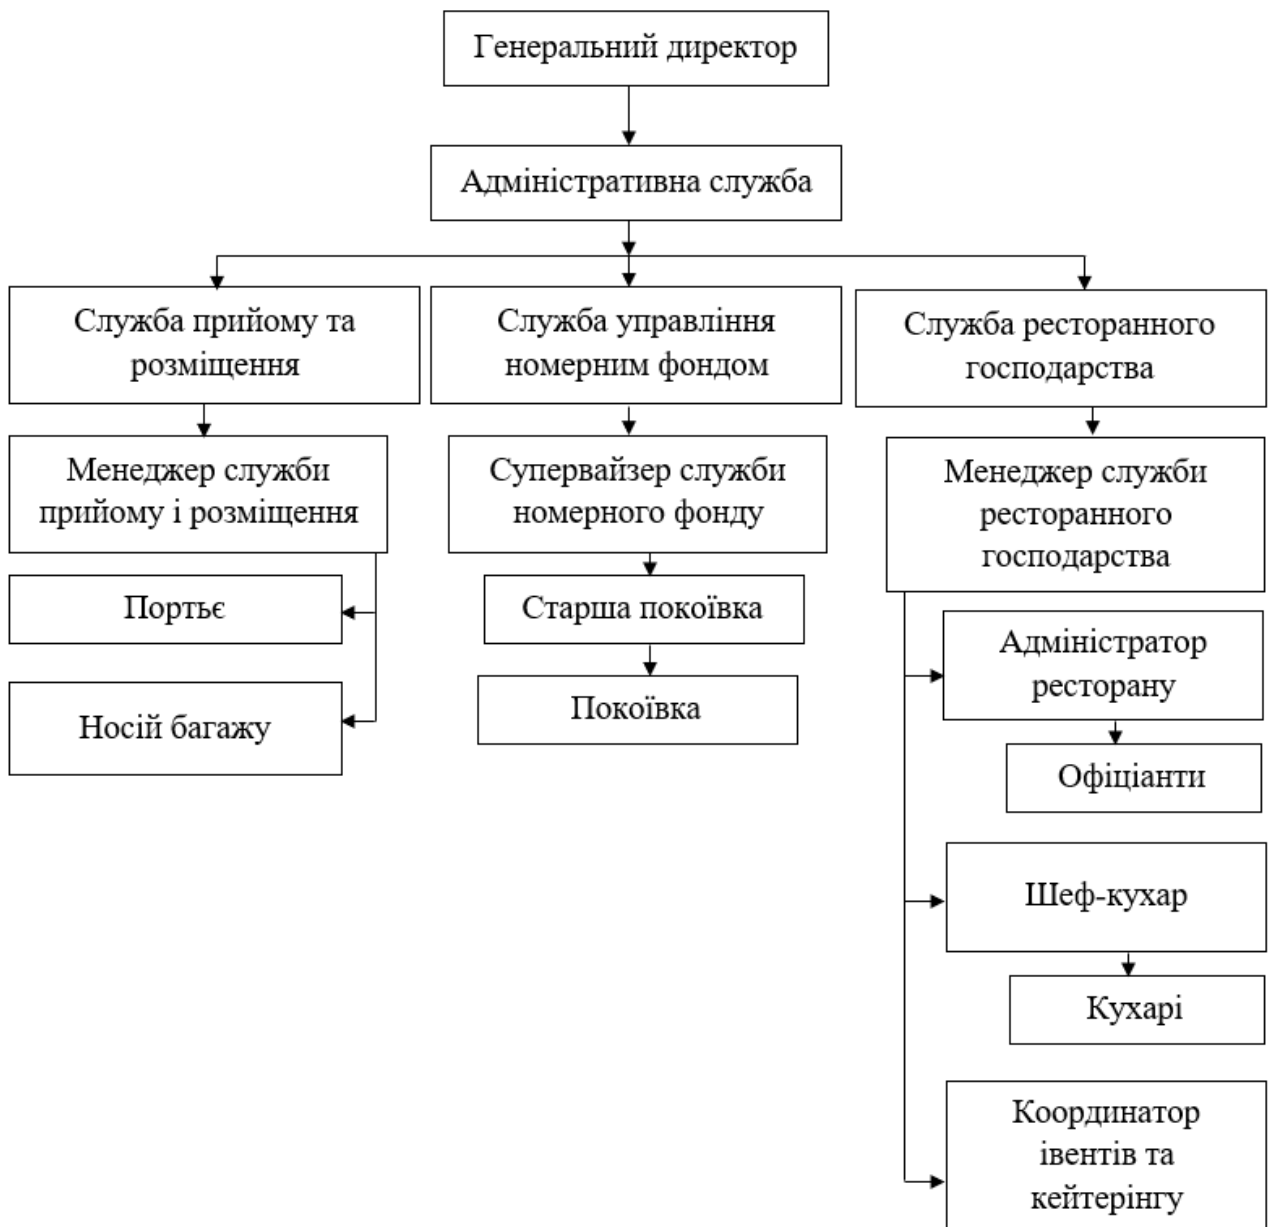 Генеральний директор
Адміністративна служба
Служба прийому та
розміщення
Служба управління
номерним фондом
Служба ресторанного
господарства
Менеджер служби
прийому і розміщення
Супервайзер служби
номерного фонду
Менеджер служби
ресторанного
господарства
Портьє
Старша покоївка
Адміністратор
ресторану
Носій багажу
Покоївка
Офіціанти
Шеф-кухар
Кухарі
Координатор
івентів та
кейтерінгу